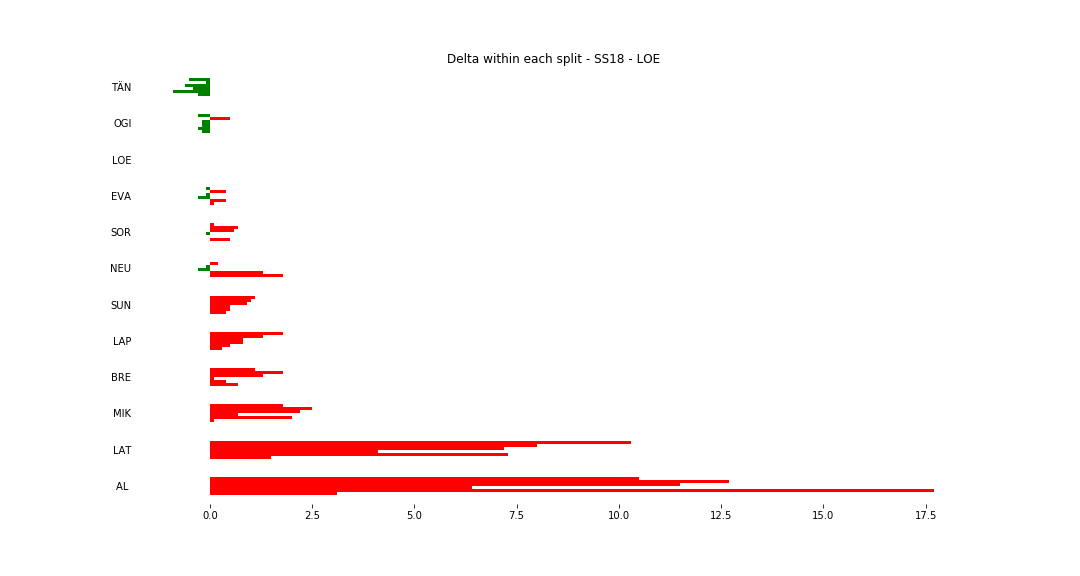 Delta within each split - SS18 - LOE
TÄN
OGI
LOE
EVA
SOR
NEU
SUN
LAP
BRE
MIK
LAT
AL
0.0 2.5 5.0 7.5 10.0 12.5 15.0 17.5